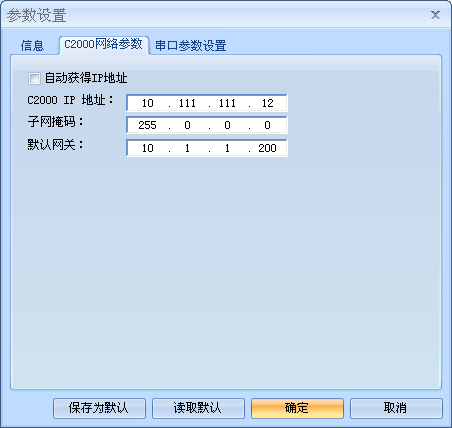 参数设置
信息 C2000网络参数 串口参数设置
自动获得IP地址
C2000 IP 地址： 10 . 111 . 111 . 12
子网掩码： 255 . 0 . 0 . 0
默认网关： 10 . 1 . 1 . 200
保存为默认 读取默认 确定 取消